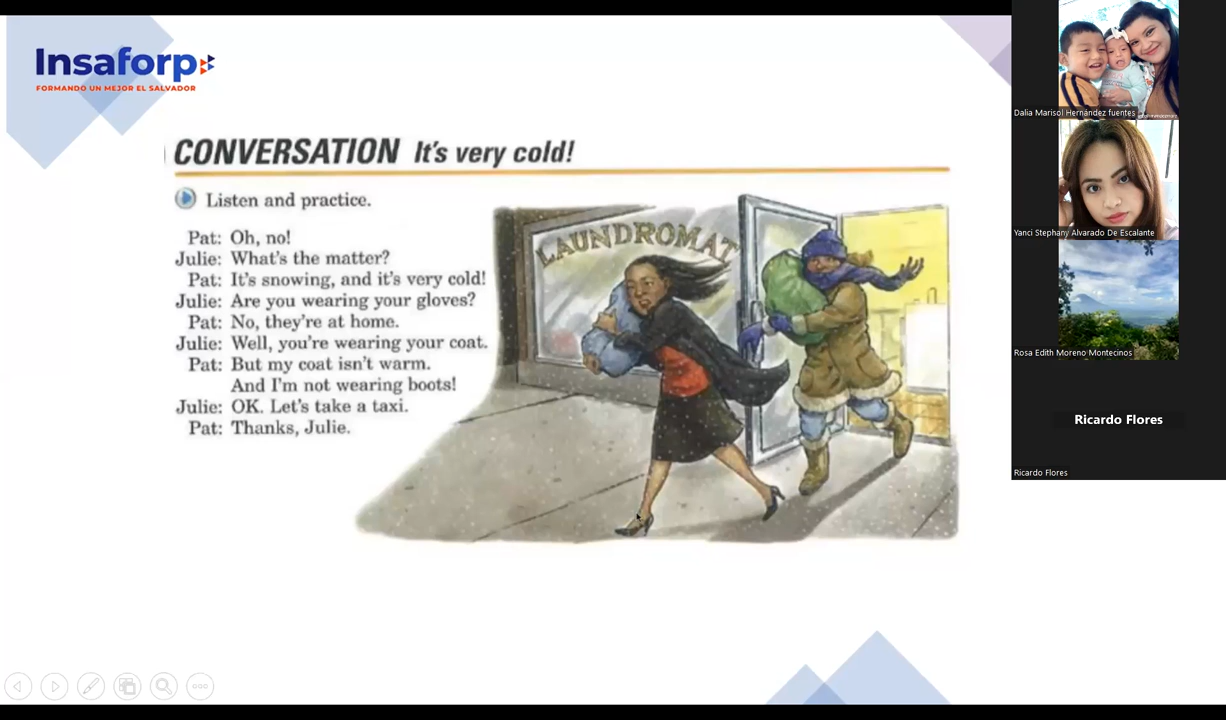 Insaforp
FORMANDO UN MEJOR EL SALVADOR
CONVERSATION It's very cold!
Listen and practice.
Pat: Oh, no!
Julie: What's the matter?
Pat: It's snowing, and it's very cold!
Julie: Are you wearing your gloves?
Pat: No, they're at home.
Julie: Well, you're wearing your coat.
Pat: But my coat isn't warm.
And I'm not wearing boots!
Julie: OK. Let's take a taxi.
Pat: Thanks, Julie.
LAUNDROMAT
Dalia Marisol Hernández fuentes
Yanci Stephany Alvarado De Escalante
Rosa Edith Moreno Montecinos
Ricardo Flores
Ricardo Flores